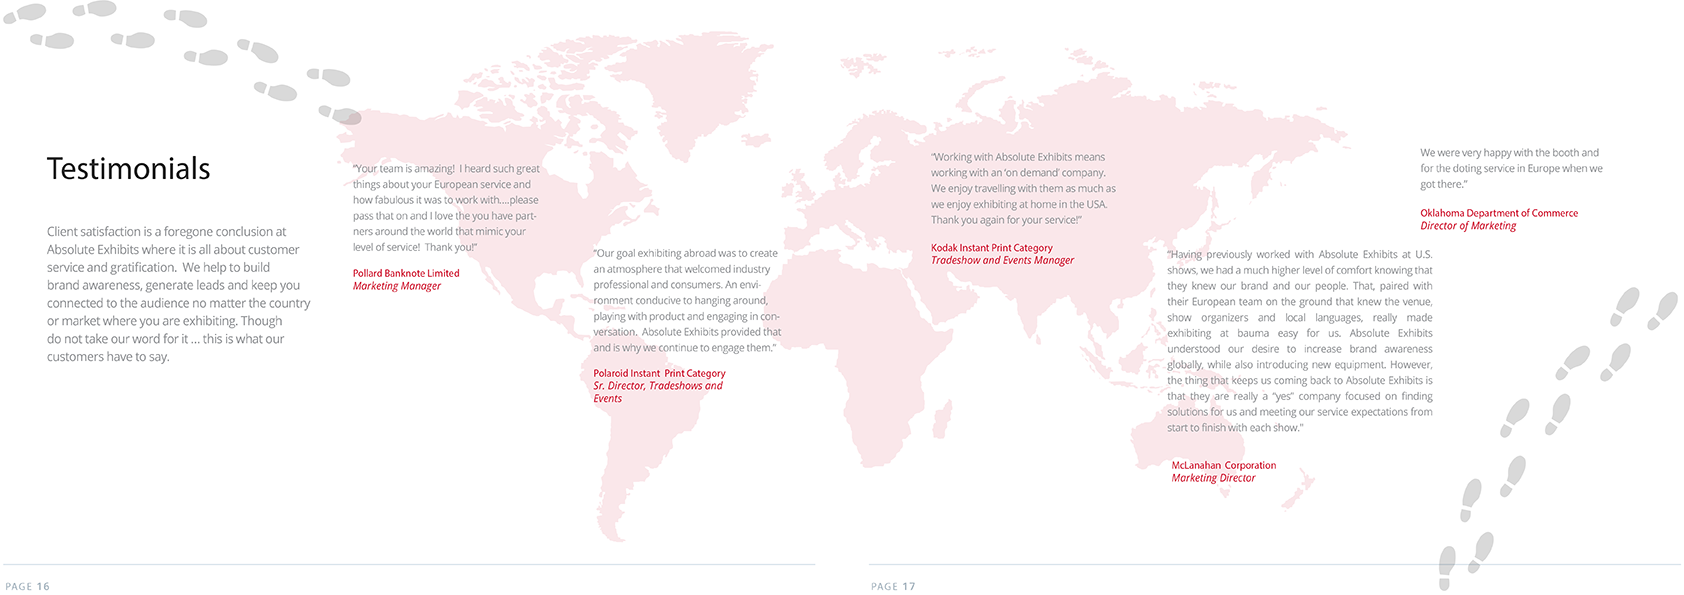 Testimonials
Client satisfaction is a foregone conclusion at
Absolute Exhibits where it is all about customer
service and gratification.  We help to build
brand awareness, generate leads and keep you
connected to the audience no matter the country
or market where you are exhibiting. Though
do not take our word for it ... this is what our
customers have to say.
“Your team is amazing!  I heard such great
things about your European service and
how fabulous it was to work with....please
pass that on and I love the you have part-
ners around the world that mimic your
level of service!  Thank you!”
Pollard Banknote Limited
Marketing Manager
“Our goal exhibiting abroad was to create
an atmosphere that welcomed industry
professional and consumers. An envi-
ronment conducive to hanging around,
playing with product and engaging in con-
versation.  Absolute Exhibits provided that
and is why we continue to engage them.”
Polaroid Instant  Print Category
Sr. Director, Tradeshows and
Events
“Working with Absolute Exhibits means
working with an ‘on demand’ company.
We enjoy travelling with them as much as
we enjoy exhibiting at home in the USA.
Thank you again for your service!”
Kodak Instant Print Category
Tradeshow and Events Manager
“Having previously worked with Absolute Exhibits at U.S.
shows, we had a much higher level of comfort knowing that
they knew our brand and our people. That, paired with
their European team on the ground that knew the venue,
show organizers and local languages, really made
exhibiting at bauma easy for us. Absolute Exhibits
understood our desire to increase brand awareness
globally, while also introducing new equipment. However,
the thing that keeps us coming back to Absolute Exhibits is
that they are really a “yes” company focused on finding
solutions for us and meeting our service expectations from
start to finish with each show.”
McLanahan  Corporation
Marketing Director
We were very happy with the booth and
for the doting service in Europe when we
got there.”
Oklahoma Department of Commerce
Director of Marketing
PAGE 16
PAGE 17